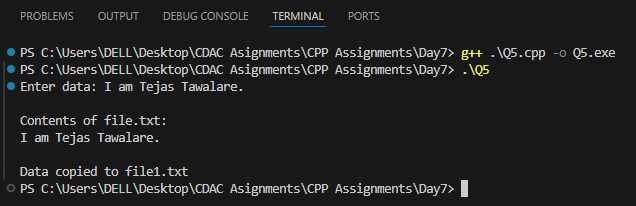 PROBLEMS OUTPUT DEBUG CONSOLE TERMINAL PORTS
PS C:\Users\DELL\Desktop\CDAC Asignments\CPP Assignments\Day7> g++ .\Q5.cpp -o Q5.exe
PS C:\Users\DELL\Desktop\CDAC Asignments\CPP Assignments\Day7> .\Q5
Enter data: I am Tejas Tawalare.
Contents of file.txt:
I am Tejas Tawalare.
Data copied to file1.txt
PS C:\Users\DELL\Desktop\CDAC Asignments\CPP Assignments\Day7>